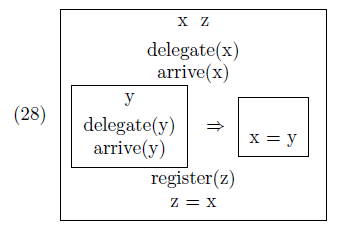 x z
delegate(x)
arrive(x)
(28)
y
delegate(y)
arrive(y)
⇒
x = y
register(z)
z = x